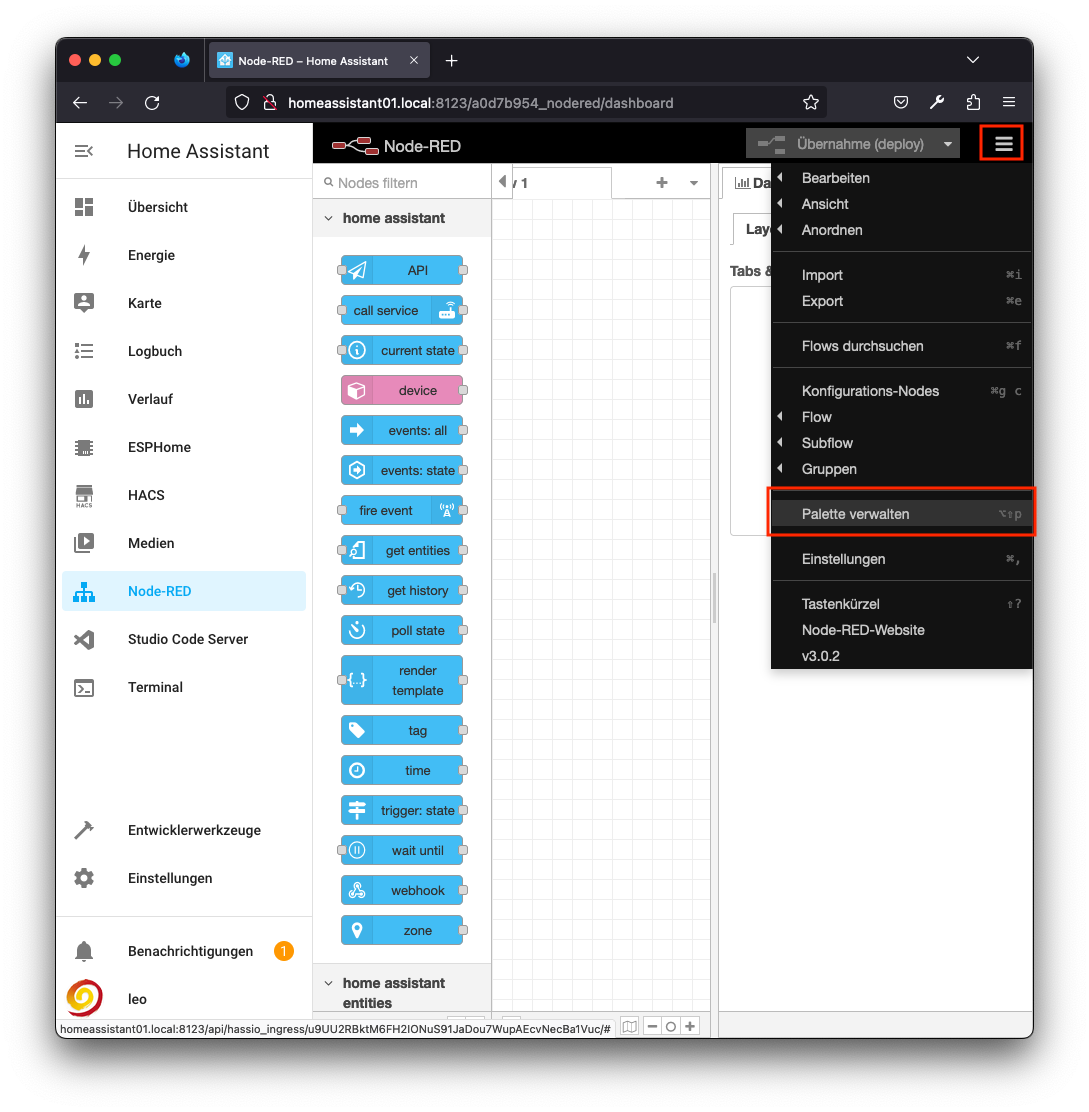 Node-RED – Home Assistant
homeassistant01.local:8123/a0d7b954_nodered/dashboard
Home Assistant
Übersicht
Energie
Karte
Logbuch
Verlauf
ESPHome
HACS
HACS
Medien
Node-RED
Studio Code Server
Terminal
Entwicklerwerkzeuge
Einstellungen
Benachrichtigungen 1
leo
Node-RED
Übernahme (deploy)
Nodes filtern
home assistant
API
call service
current state
device
events: all
events: state
fire event
get entities
get history
poll state
render
template
tag
time
trigger: state
wait until
webhook
zone
home assistant
entities
v 1
Da
Layo
Tabs &
Bearbeiten
Ansicht
Anordnen
Import ⌘i
Export ⌘e
Flows durchsuchen ⌘f
Konfigurations-Nodes ⌘g c
Flow
Subflow
Gruppen
Palette verwalten ⌥⇧p
Einstellungen ⌘,
Tastenkürzel ⇧?
Node-RED-Website
v3.0.2
homeassistant01.local:8123/api/hassio_ingress/u9UU2RBktM6FH2IONuS91JaDou7WupAEcvNecBa1Vuc/#